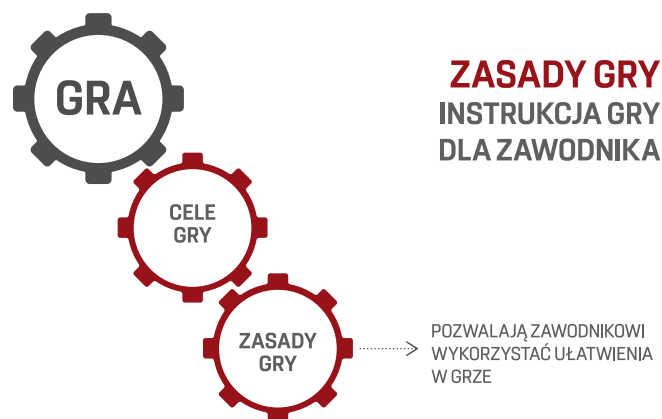 GRA
ZASADY GRY
INSTRUKCJA GRY
DLA ZAWODNIKA
CELE
GRY
ZASADY
GRY
POZWALAJĄ ZAWODNIKOWI
WYKORZYSTAĆ UŁATWIENIA
W GRZE